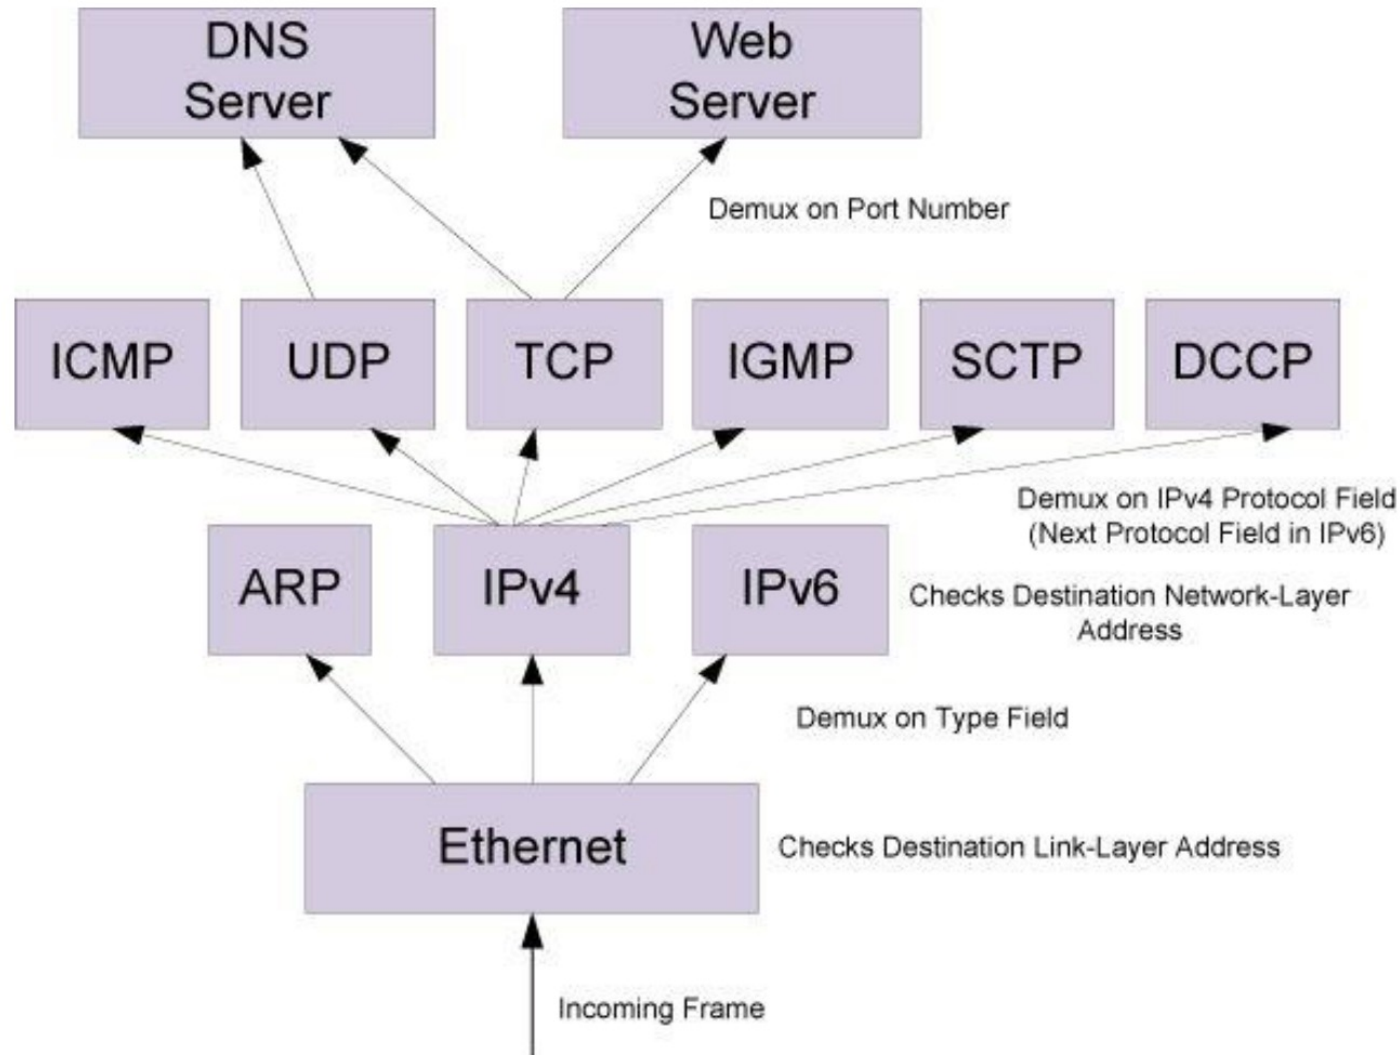 DNS
Server
Web
Server
Demux on Port Number
ICMP
UDP
TCP
IGMP
SCTP
DCCP
Demux on IPv4 Protocol Field
(Next Protocol Field in IPv6)
ARP
IPv4
IPv6
Checks Destination Network-Layer
Address
Demux on Type Field
Ethernet
Checks Destination Link-Layer Address
Incoming Frame